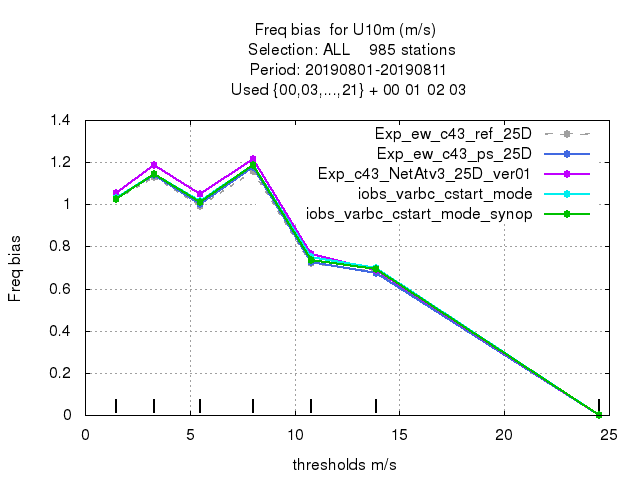 Freq bias  for U10m (m/s)
Selection: ALL    985 stations
Period: 20190801-20190811
Used {00,03,...,21} + 00 01 02 03
Exp_ew_c43_ref_25D
Exp_ew_c43_ps_25D
Exp_c43_NetAtv3_25D_ver01
iobs_varbc_cstart_mode
iobs_varbc_cstart_mode_synop
Freq bias
1.4
1.2
1
0.8
0.6
0.4
0.2
0
0 5 10 15 20 25
thresholds m/s